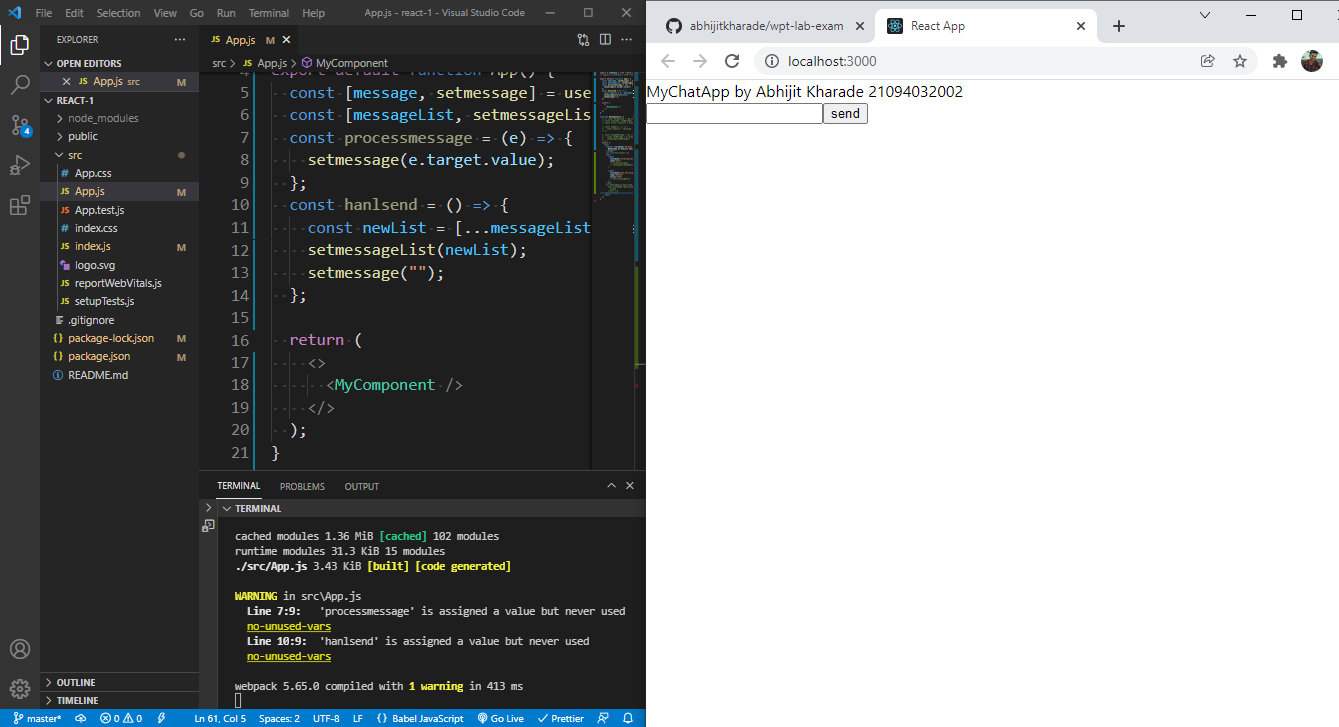 File Edit Selection View Go Run Terminal Help App.js - react-1 - Visual Studio Code
EXPLORER
OPEN EDITORS
JS App.js src M
REACT-1
node_modules
public
src
# App.css
JS App.js M
JS App.test.js
# index.css
JS index.js M
logo.svg
JS reportWebVitals.js
JS setupTests.js
.gitignore
{} package-lock.json M
{} package.json M
README.md
OUTLINE
TIMELINE
4
JS App.js M
src > JS App.js > MyComponent
4 export default function App() {
5 const [message, setmessage] = use
6 const [messageList, setmessageLis
7 const processmessage = (e) => {
8 setmessage(e.target.value);
9 };
10 const hanlsend = () => {
11 const newList = [...messageList
12 setmessageList(newList);
13 setmessage("");
14 };
15
16 return (
17 <>
18 <MyComponent />
19 </>
20 );
21 }
TERMINAL PROBLEMS OUTPUT
TERMINAL
cached modules 1.36 MiB [cached] 102 modules
runtime modules 31.3 KiB 15 modules
./src/App.js 3.43 KiB [built] [code generated]
WARNING in src\App.js
Line 7:9: 'processmessage' is assigned a value but never used
no-unused-vars
Line 10:9: 'hanlsend' is assigned a value but never used
no-unused-vars
webpack 5.65.0 compiled with 1 warning in 413 ms
master* 0 0 Ln 61, Col 5 Spaces: 2 UTF-8 LF {} Babel JavaScript Go Live Prettier
abhijitkharade/wpt-lab-exam React App
localhost:3000
MyChatApp by Abhijit Kharade 21094032002
send